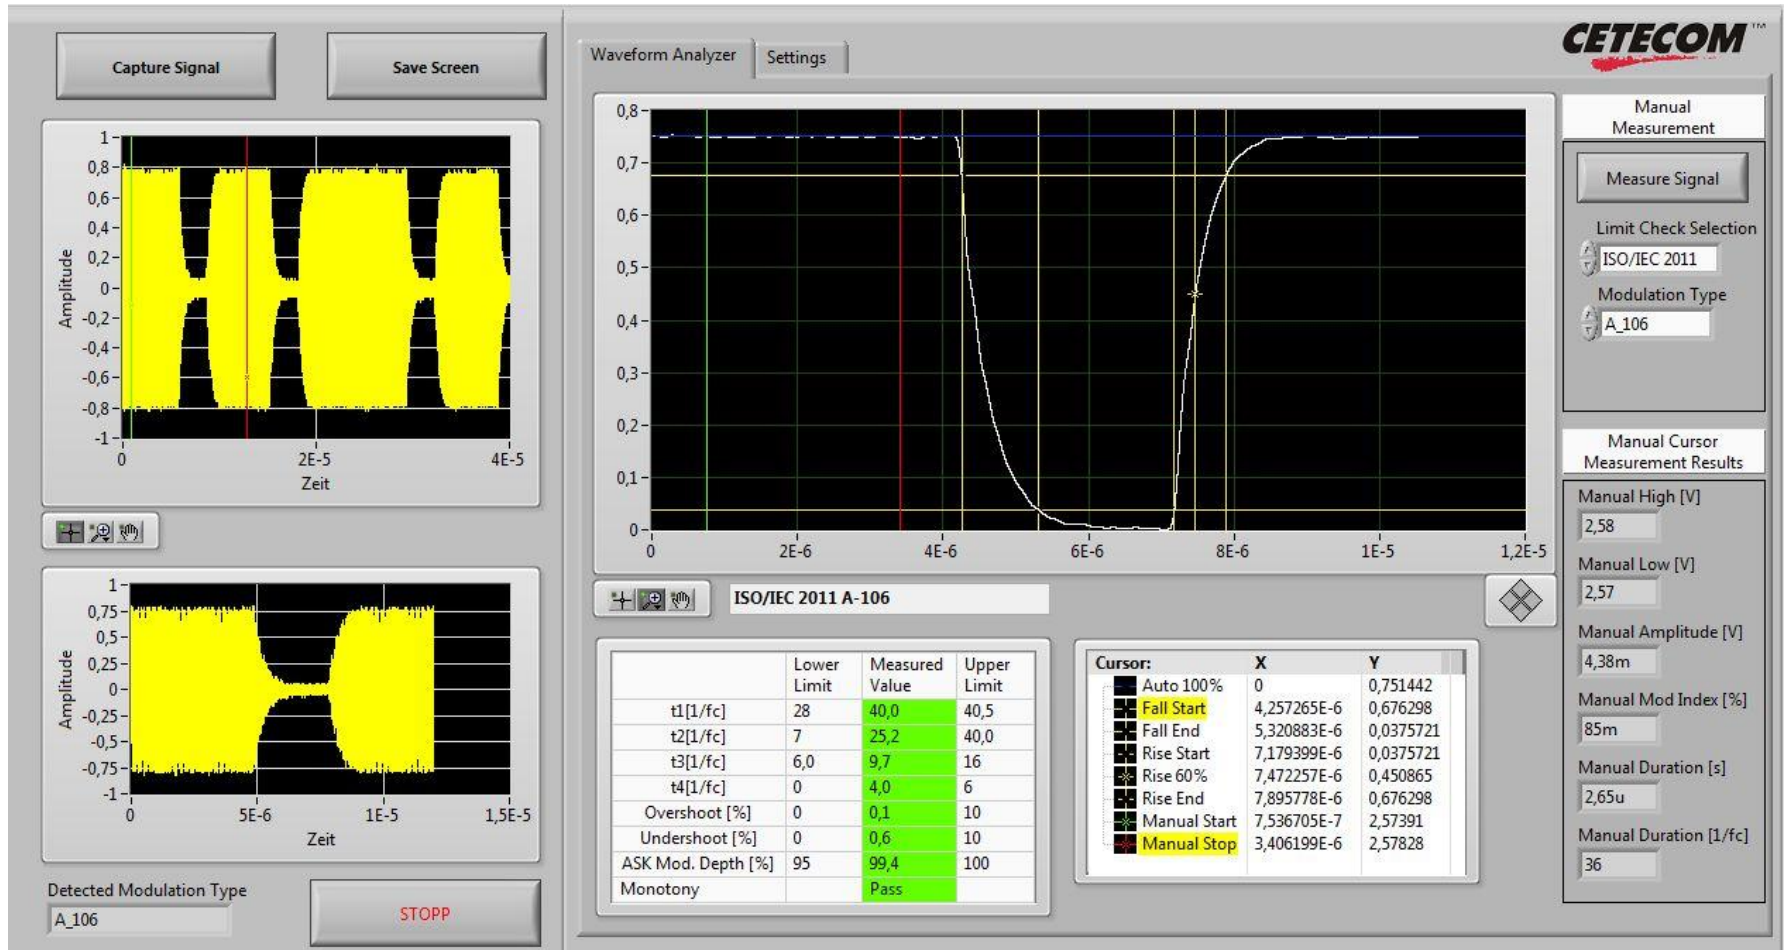 Capture Signal
Save Screen
1
0,8
0,6
0,4
0,2
0
-0,2
-0,4
-0,6
-0,8
-1
Amplitude
0
2E-5
4E-5
Zeit
1
0,75
0,5
0,25
0
-0,25
-0,5
-0,75
-1
Amplitude
0
5E-6
1E-5
1,5E-5
Zeit
Detected Modulation Type
A_106
STOPP
Waveform Analyzer
Settings
CETECOM™
0,8
0,7
0,6
0,5
0,4
0,3
0,2
0,1
0
0
2E-6
4E-6
6E-6
8E-6
1E-5
1,2E-5
ISO/IEC 2011 A-106
Lower Limit Measured Value Upper Limit
t1[1/fc] 28 40,0 40,5
t2[1/fc] 7 25,2 40,0
t3[1/fc] 6,0 9,7 16
t4[1/fc] 0 4,0 6
Overshoot [%] 0 0,1 10
Undershoot [%] 0 0,6 10
ASK Mod. Depth [%] 95 99,4 100
Monotony Pass
Cursor: X Y
Auto 100% 0 0,751442
Fall Start 4,257265E-6 0,676298
Fall End 5,320883E-6 0,0375721
Rise Start 7,179399E-6 0,0375721
Rise 60% 7,472257E-6 0,450865
Rise End 7,895778E-6 0,676298
Manual Start 7,536705E-7 2,57391
Manual Stop 3,406199E-6 2,57828
Manual
Measurement
Measure Signal
Limit Check Selection
ISO/IEC 2011
Modulation Type
A_106
Manual Cursor
Measurement Results
Manual High [V]
2,58
Manual Low [V]
2,57
Manual Amplitude [V]
4,38m
Manual Mod Index [%]
85m
Manual Duration [s]
2,65u
Manual Duration [1/fc]
36